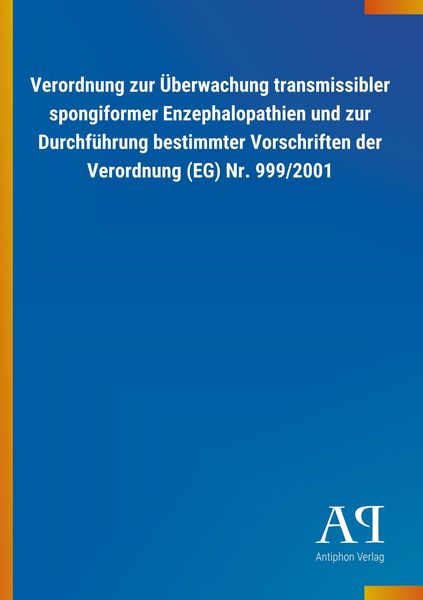 Verordnung zur Überwachung transmissibler
spongiformer Enzephalopathien und zur
Durchführung bestimmter Vorschriften der
Verordnung (EG) Nr. 999/2001
AP
Antiphon Verlag